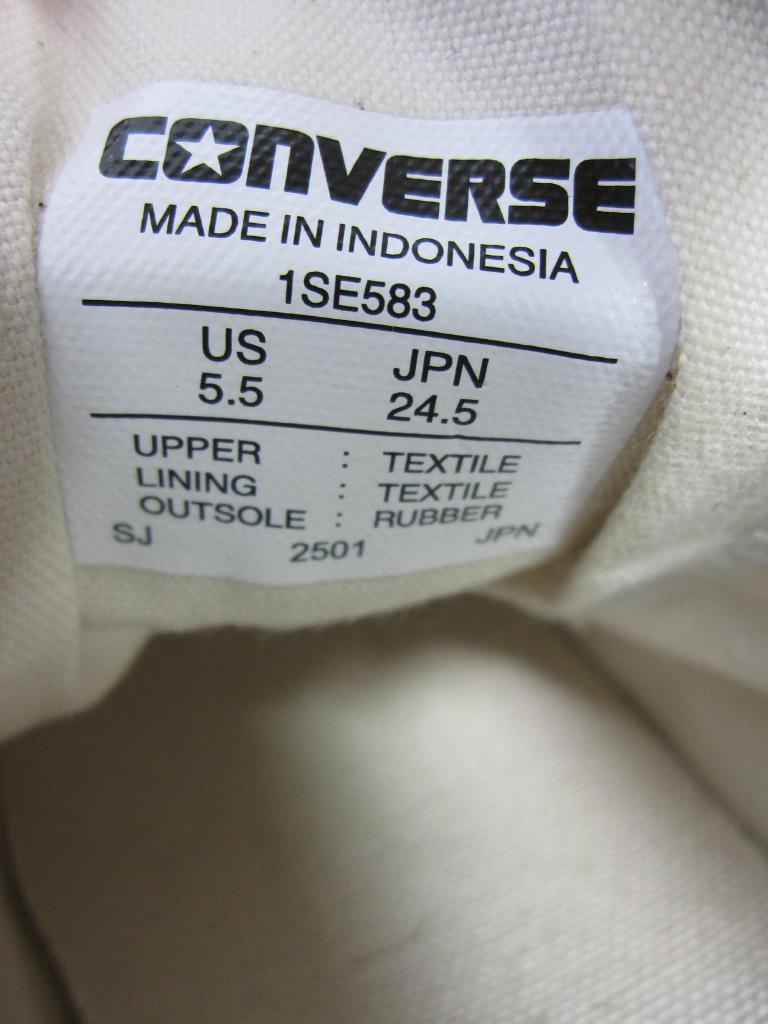 CONVERSE
MADE IN INDONESIA
1SE583
US JPN
5.5 24.5
UPPER : TEXTILE
LINING : TEXTILE
OUTSOLE : RUBBER
SJ 2501 JPN